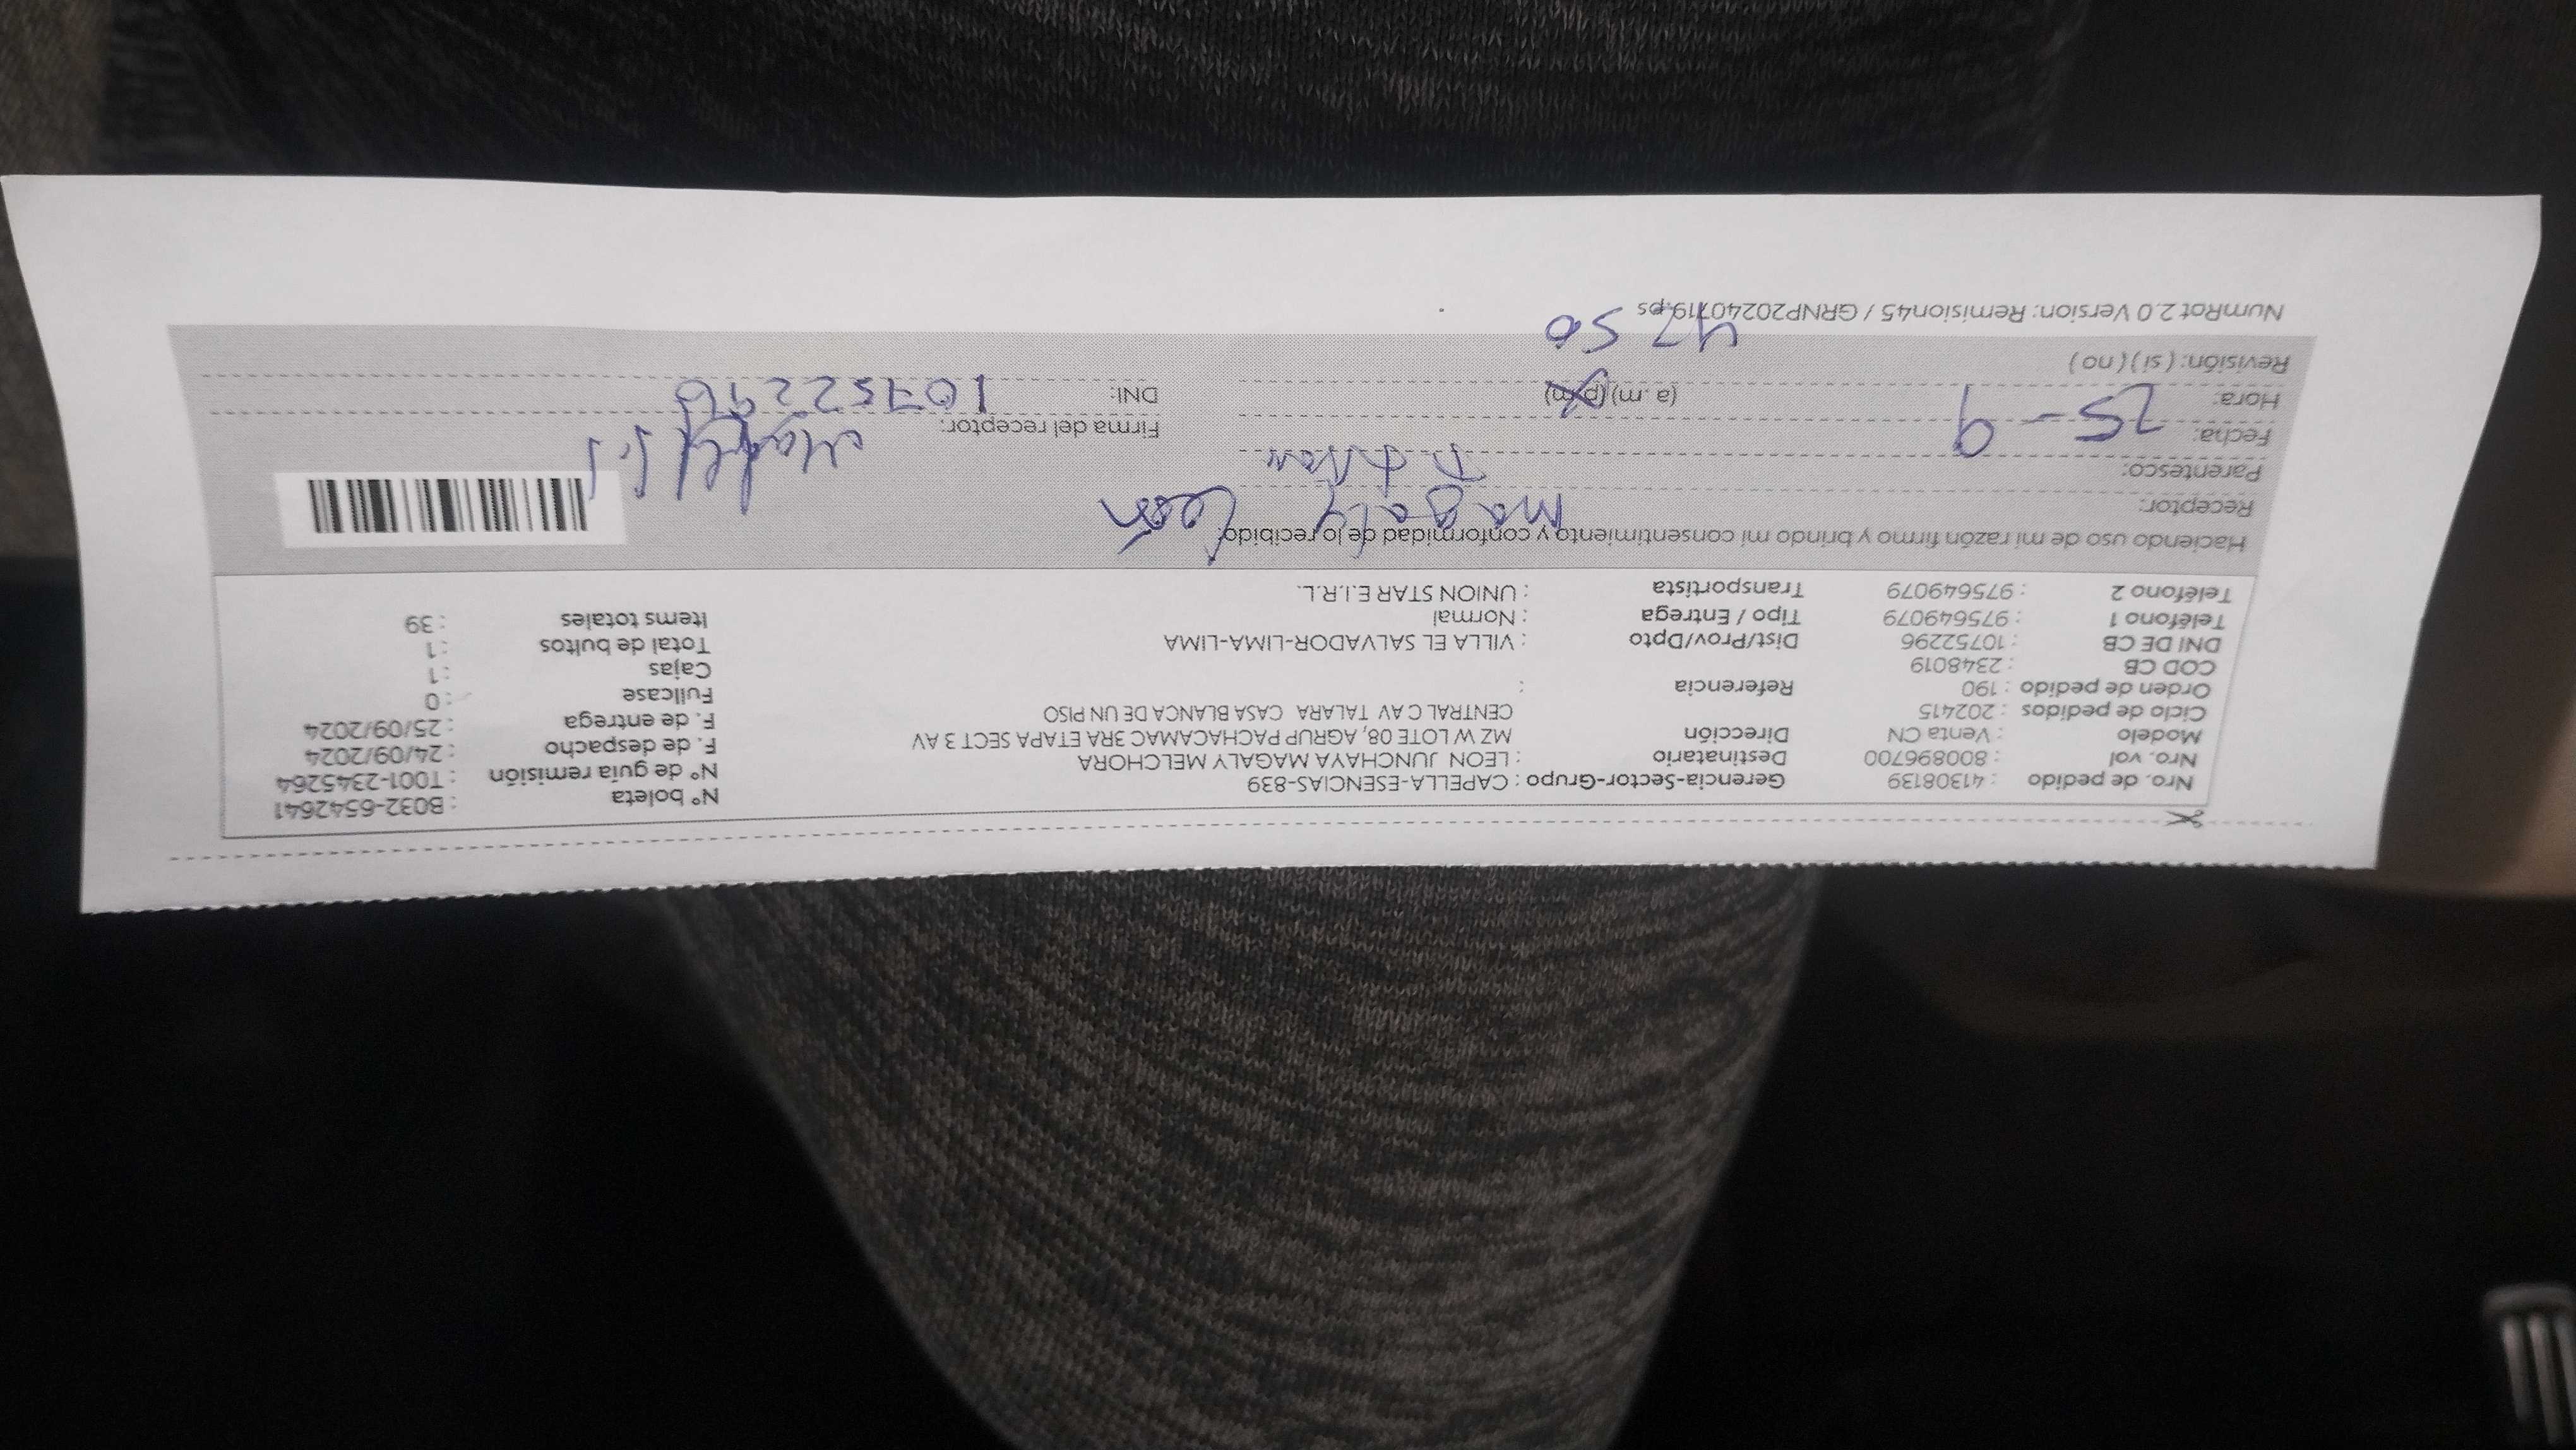 Nro. de pedido : 41308139 Gerencia-Sector-Grupo : CAPELLA-ESENCIAS-839 N° boleta : B032-6542641
Nro. vol : 800896700 Destinatario : LEON JUNCHAYA MAGALY MELCHORA N° de guía remisión : T001-2345264
Modelo : Venta CN Dirección MZ W LOTE 08, AGRUP PACHACAMAC 3RA ETAPA SECT 3 AV F. de despacho : 24/09/2024
Ciclo de pedidos : 202415 CENTRAL C AV TALARA CASA BLANCA DE UN PISO F. de entrega : 25/09/2024
Orden de pedido : 190 Referencia : Fullcase : 0
COD CB : 2348019 Cajas : 1
DNI DE CB : 10752296 Dist/Prov/Dpto : VILLA EL SALVADOR-LIMA-LIMA Total de bultos : 1
Teléfono 1 : 975649079 Tipo / Entrega : Normal Items totales : 39
Teléfono 2 : 975649079 Transportista : UNION STAR E.I.R.L.
Haciendo uso de mi razón firmo y brindo mi consentimiento y conformidad de lo recibido.
Receptor: Magaly León
Parentesco:
Fecha: 25-9 Firma del receptor:
Hora: (a.m) (p.m) DNI: 10752296
Revisión: ( si ) ( no )
NumRot 2.0 Version: Remision45 / GRNP20240719.ps